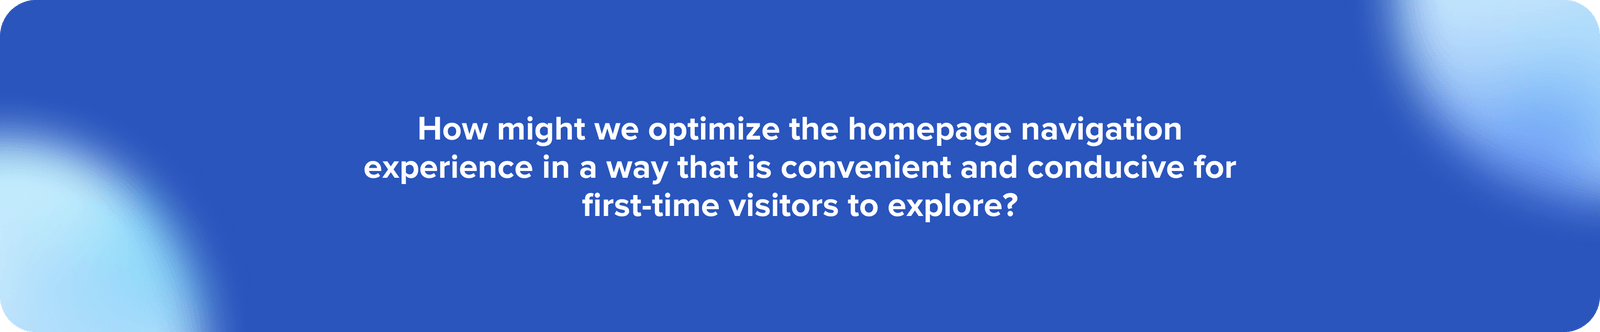 How might we optimize the homepage navigation
experience in a way that is convenient and conducive for
first-time visitors to explore?